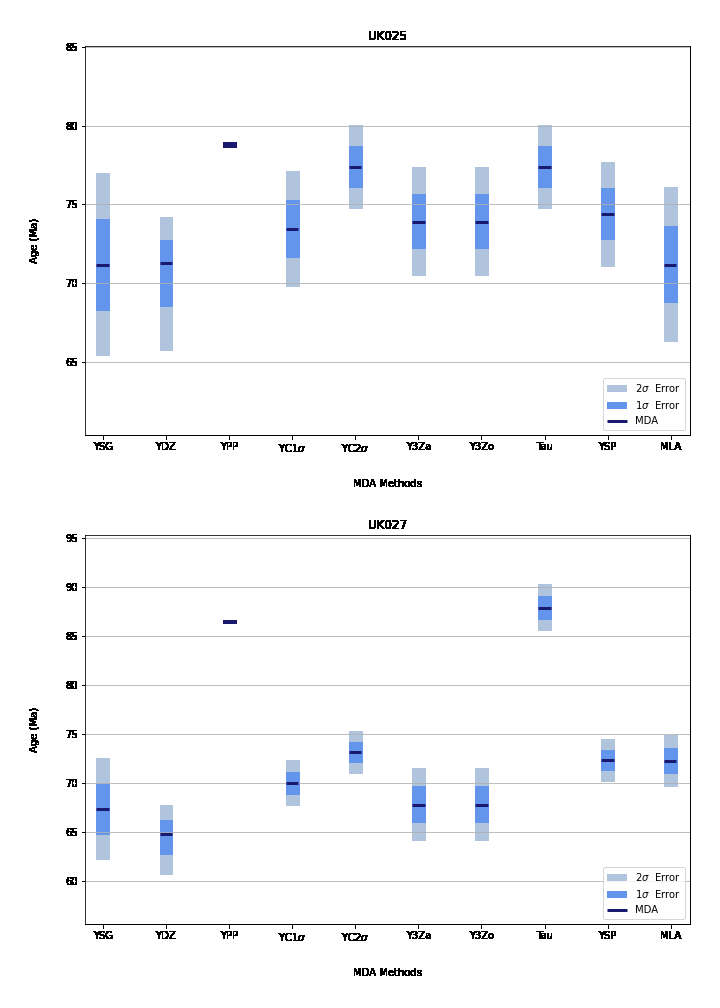 UK025
85
80
75
70
65
Age (Ma)
2σ Error
1σ Error
MDA
YSG YDZ YPP YC1σ YC2σ Y3Za Y3Zo Tau YSP MLA
MDA Methods
UK027
95
90
85
80
75
70
65
60
Age (Ma)
2σ Error
1σ Error
MDA
YSG YDZ YPP YC1σ YC2σ Y3Za Y3Zo Tau YSP MLA
MDA Methods